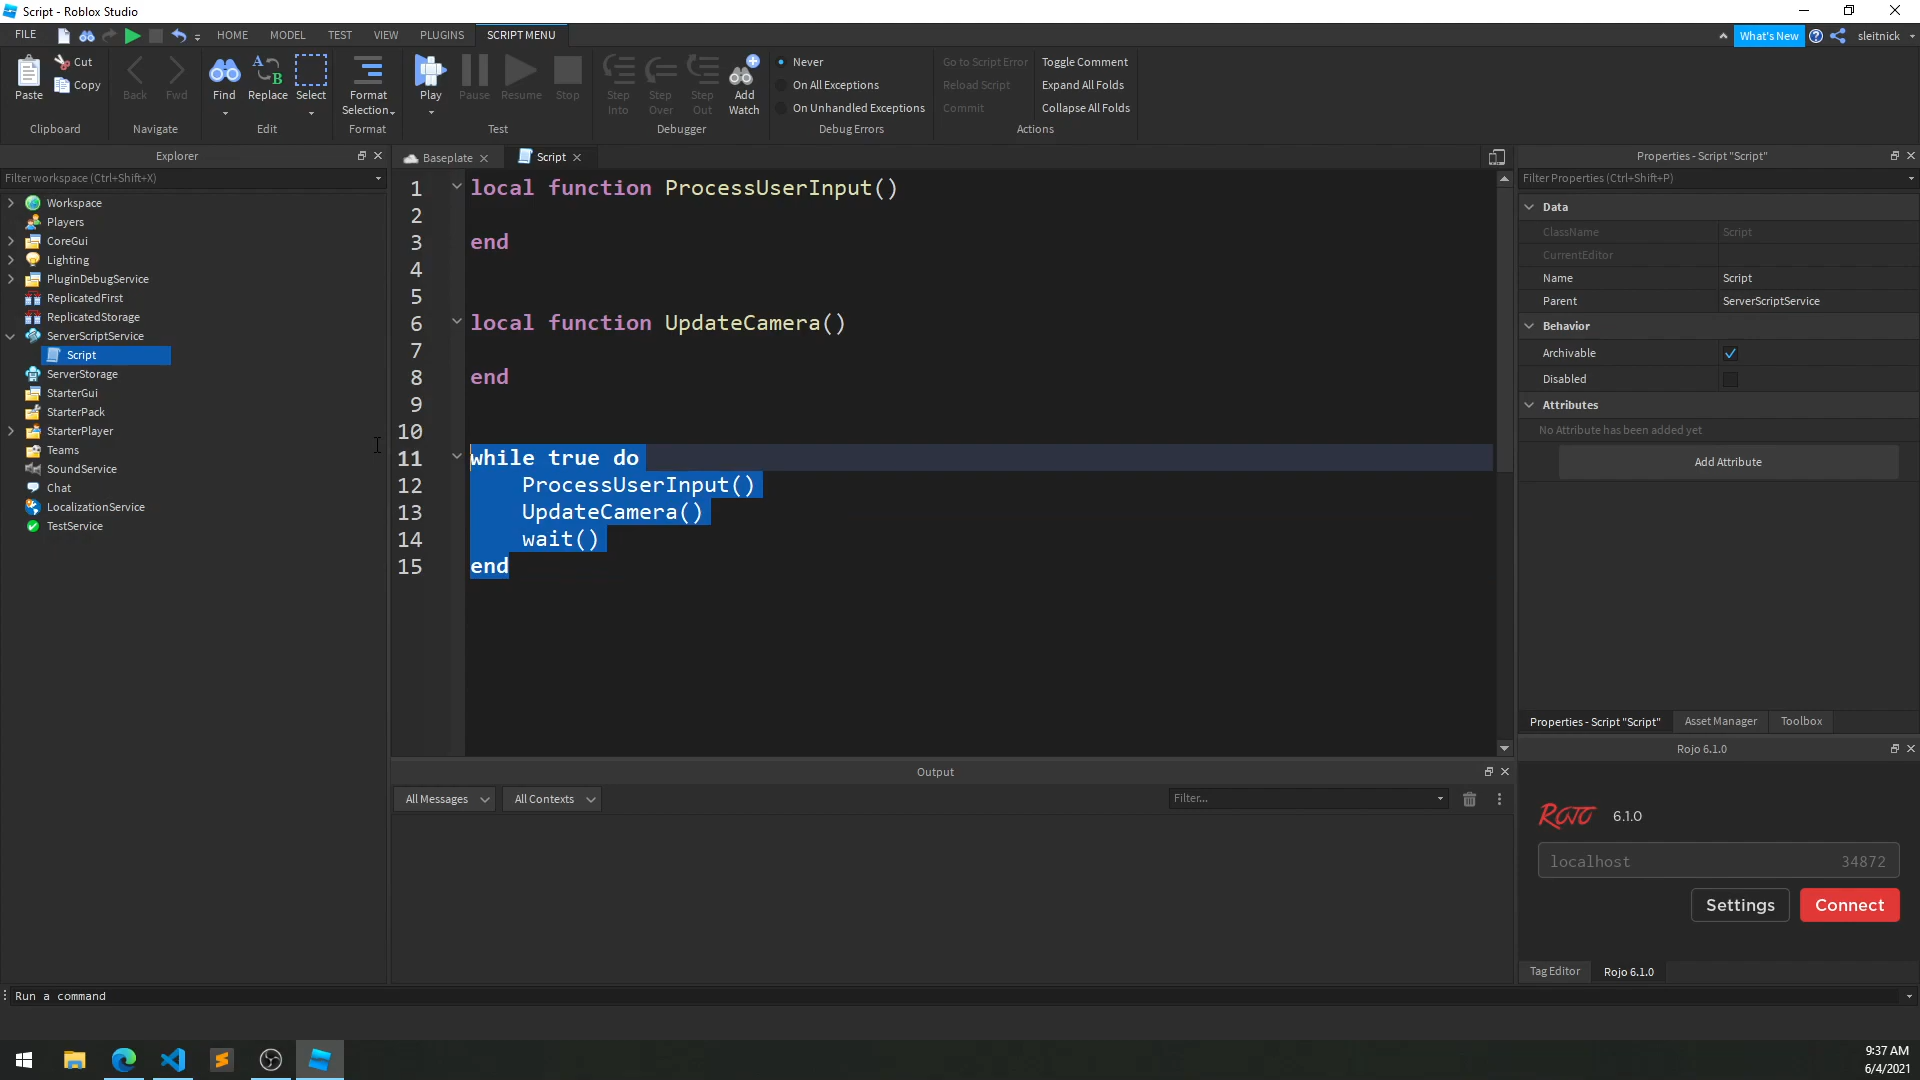 Script - Roblox Studio
FILE HOME MODEL TEST VIEW PLUGINS SCRIPT MENU What's New sleitnick
Paste Cut Copy Clipboard
Back Fwd Navigate
Find Replace Select Edit
Format Selection Format
Play Pause Resume Stop Test
Step Into Step Over Step Out Add Watch Debugger
Never
On All Exceptions
On Unhandled Exceptions
Debug Errors
Go to Script Error Toggle Comment
Reload Script Expand All Folds
Commit Collapse All Folds
Actions
Explorer
Filter workspace (Ctrl+Shift+X)
Workspace
Players
CoreGui
Lighting
PluginDebugService
ReplicatedFirst
ReplicatedStorage
ServerScriptService
Script
ServerStorage
StarterGui
StarterPack
StarterPlayer
Teams
SoundService
Chat
LocalizationService
TestService
Baseplate Script
1 local function ProcessUserInput()
2
3 end
4
5
6 local function UpdateCamera()
7
8 end
9
10
11 while true do
12 ProcessUserInput()
13 UpdateCamera()
14 wait()
15 end
Output
All Messages All Contexts Filter...
Properties - Script "Script"
Filter Properties (Ctrl+Shift+P)
Data
ClassName Script
CurrentEditor
Name Script
Parent ServerScriptService
Behavior
Archivable
Disabled
Attributes
No Attribute has been added yet
Add Attribute
Properties - Script "Script" Asset Manager Toolbox
Rojo 6.1.0
ROJO 6.1.0
localhost 34872
Settings Connect
Tag Editor Rojo 6.1.0
Run a command
9:37 AM
6/4/2021